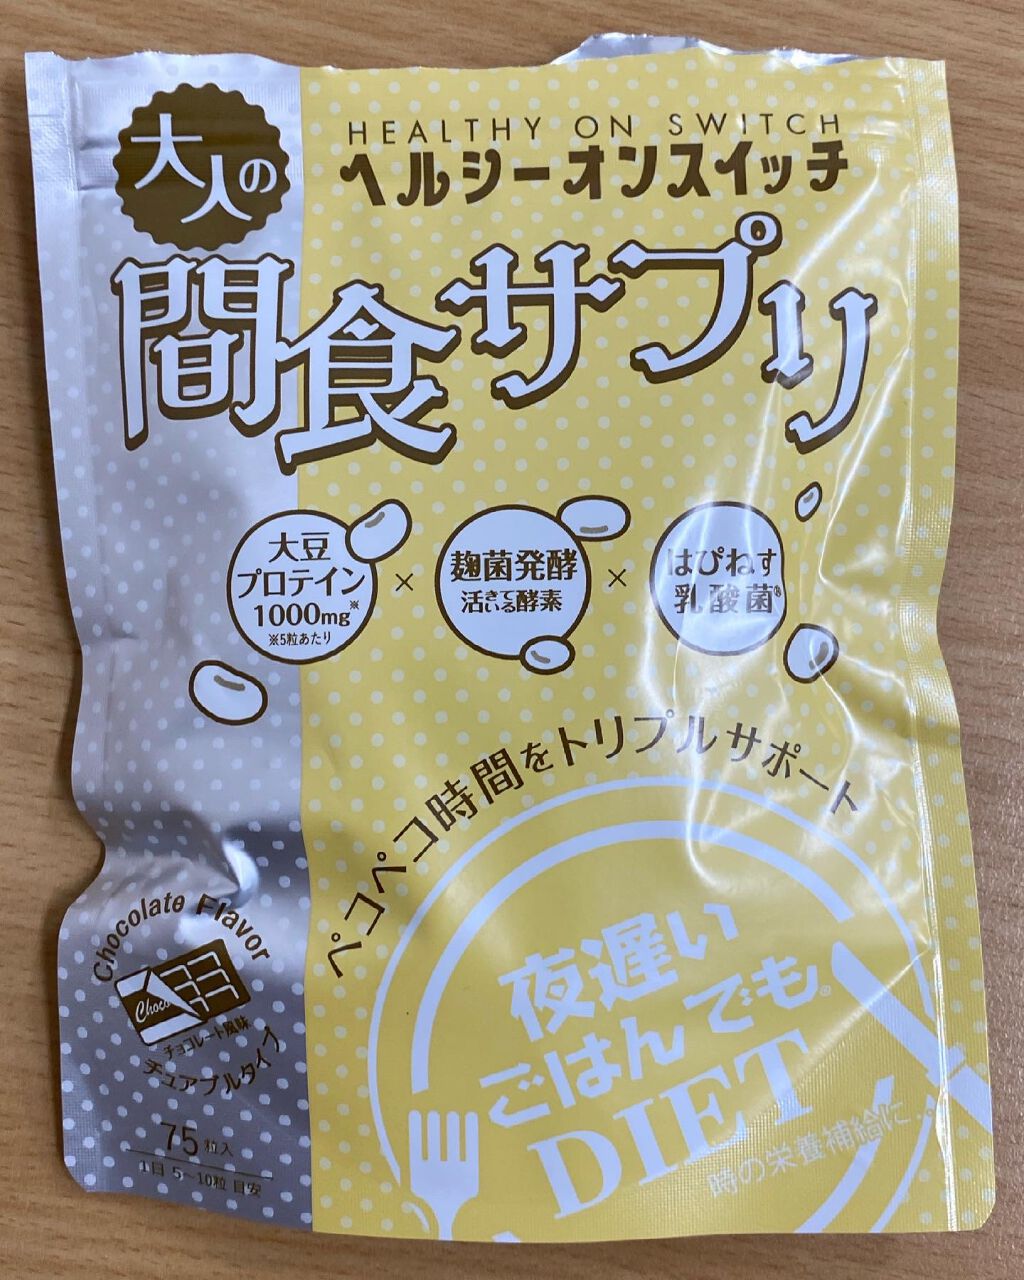 大人の
HEALTHY ON SWITCH
ヘルシーオンスイッチ
間食サプリ
大豆
プロテイン
1000mg※
※5粒あたり
×
麹菌発酵
活きている酵素
×
はぴねす
乳酸菌®
ペコペコ時間をトリプルサポート
夜遅い
ごはんでも®
DIET
時の栄養補給に…
Chocolate Flavor
Choco
チョコレート風味
チュアブルタイプ
75粒入
1日 5~10粒 目安